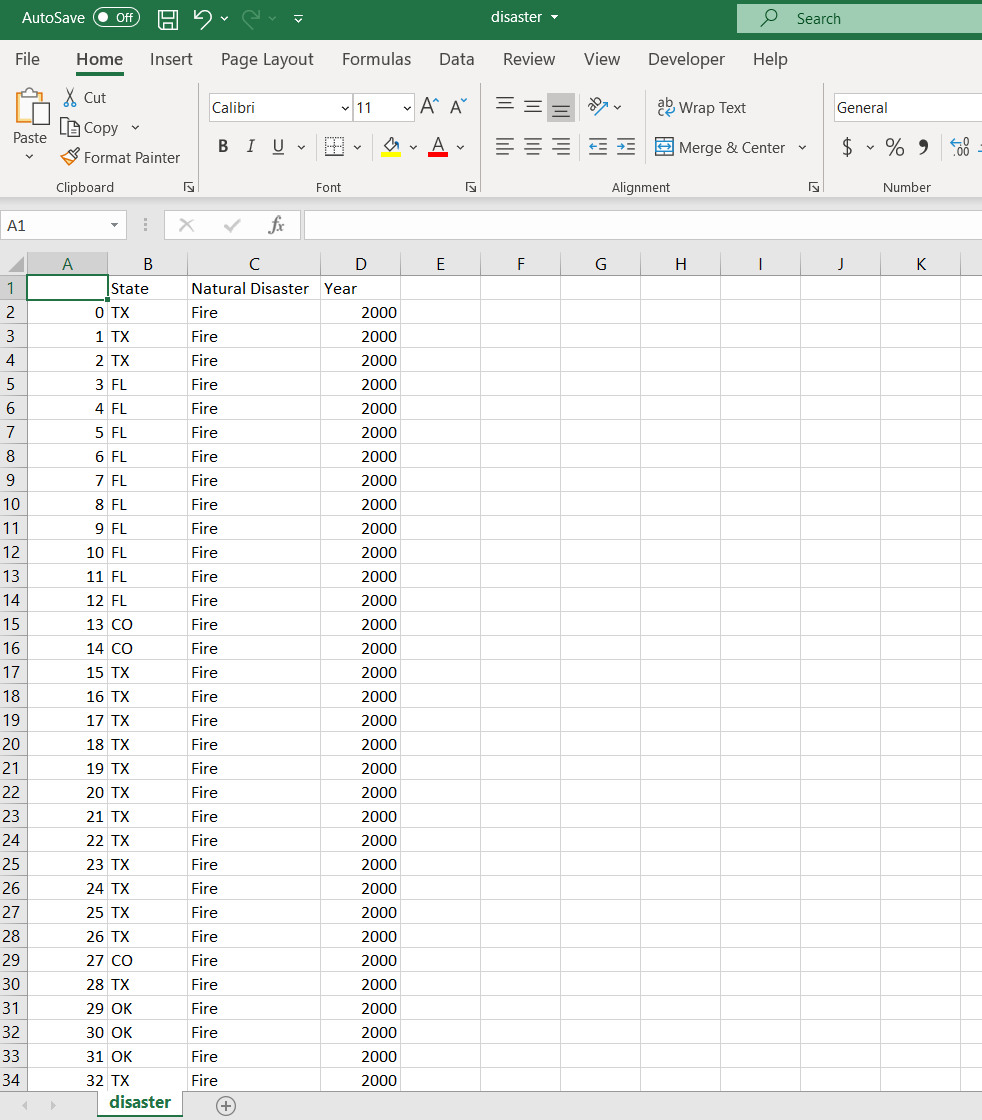 AutoSave Off disaster Search
File Home Insert Page Layout Formulas Data Review View Developer Help
Paste Cut Copy Format Painter
Calibri 11 A A Wrap Text General
B I U A Merge & Center $ % .00
Clipboard Font Alignment Number
A1 fx
A B C D E F G H I J K
1 State Natural Disaster Year
2 0 TX Fire 2000
3 1 TX Fire 2000
4 2 TX Fire 2000
5 3 FL Fire 2000
6 4 FL Fire 2000
7 5 FL Fire 2000
8 6 FL Fire 2000
9 7 FL Fire 2000
10 8 FL Fire 2000
11 9 FL Fire 2000
12 10 FL Fire 2000
13 11 FL Fire 2000
14 12 FL Fire 2000
15 13 CO Fire 2000
16 14 CO Fire 2000
17 15 TX Fire 2000
18 16 TX Fire 2000
19 17 TX Fire 2000
20 18 TX Fire 2000
21 19 TX Fire 2000
22 20 TX Fire 2000
23 21 TX Fire 2000
24 22 TX Fire 2000
25 23 TX Fire 2000
26 24 TX Fire 2000
27 25 TX Fire 2000
28 26 TX Fire 2000
29 27 CO Fire 2000
30 28 TX Fire 2000
31 29 OK Fire 2000
32 30 OK Fire 2000
33 31 OK Fire 2000
34 32 TX Fire 2000
disaster